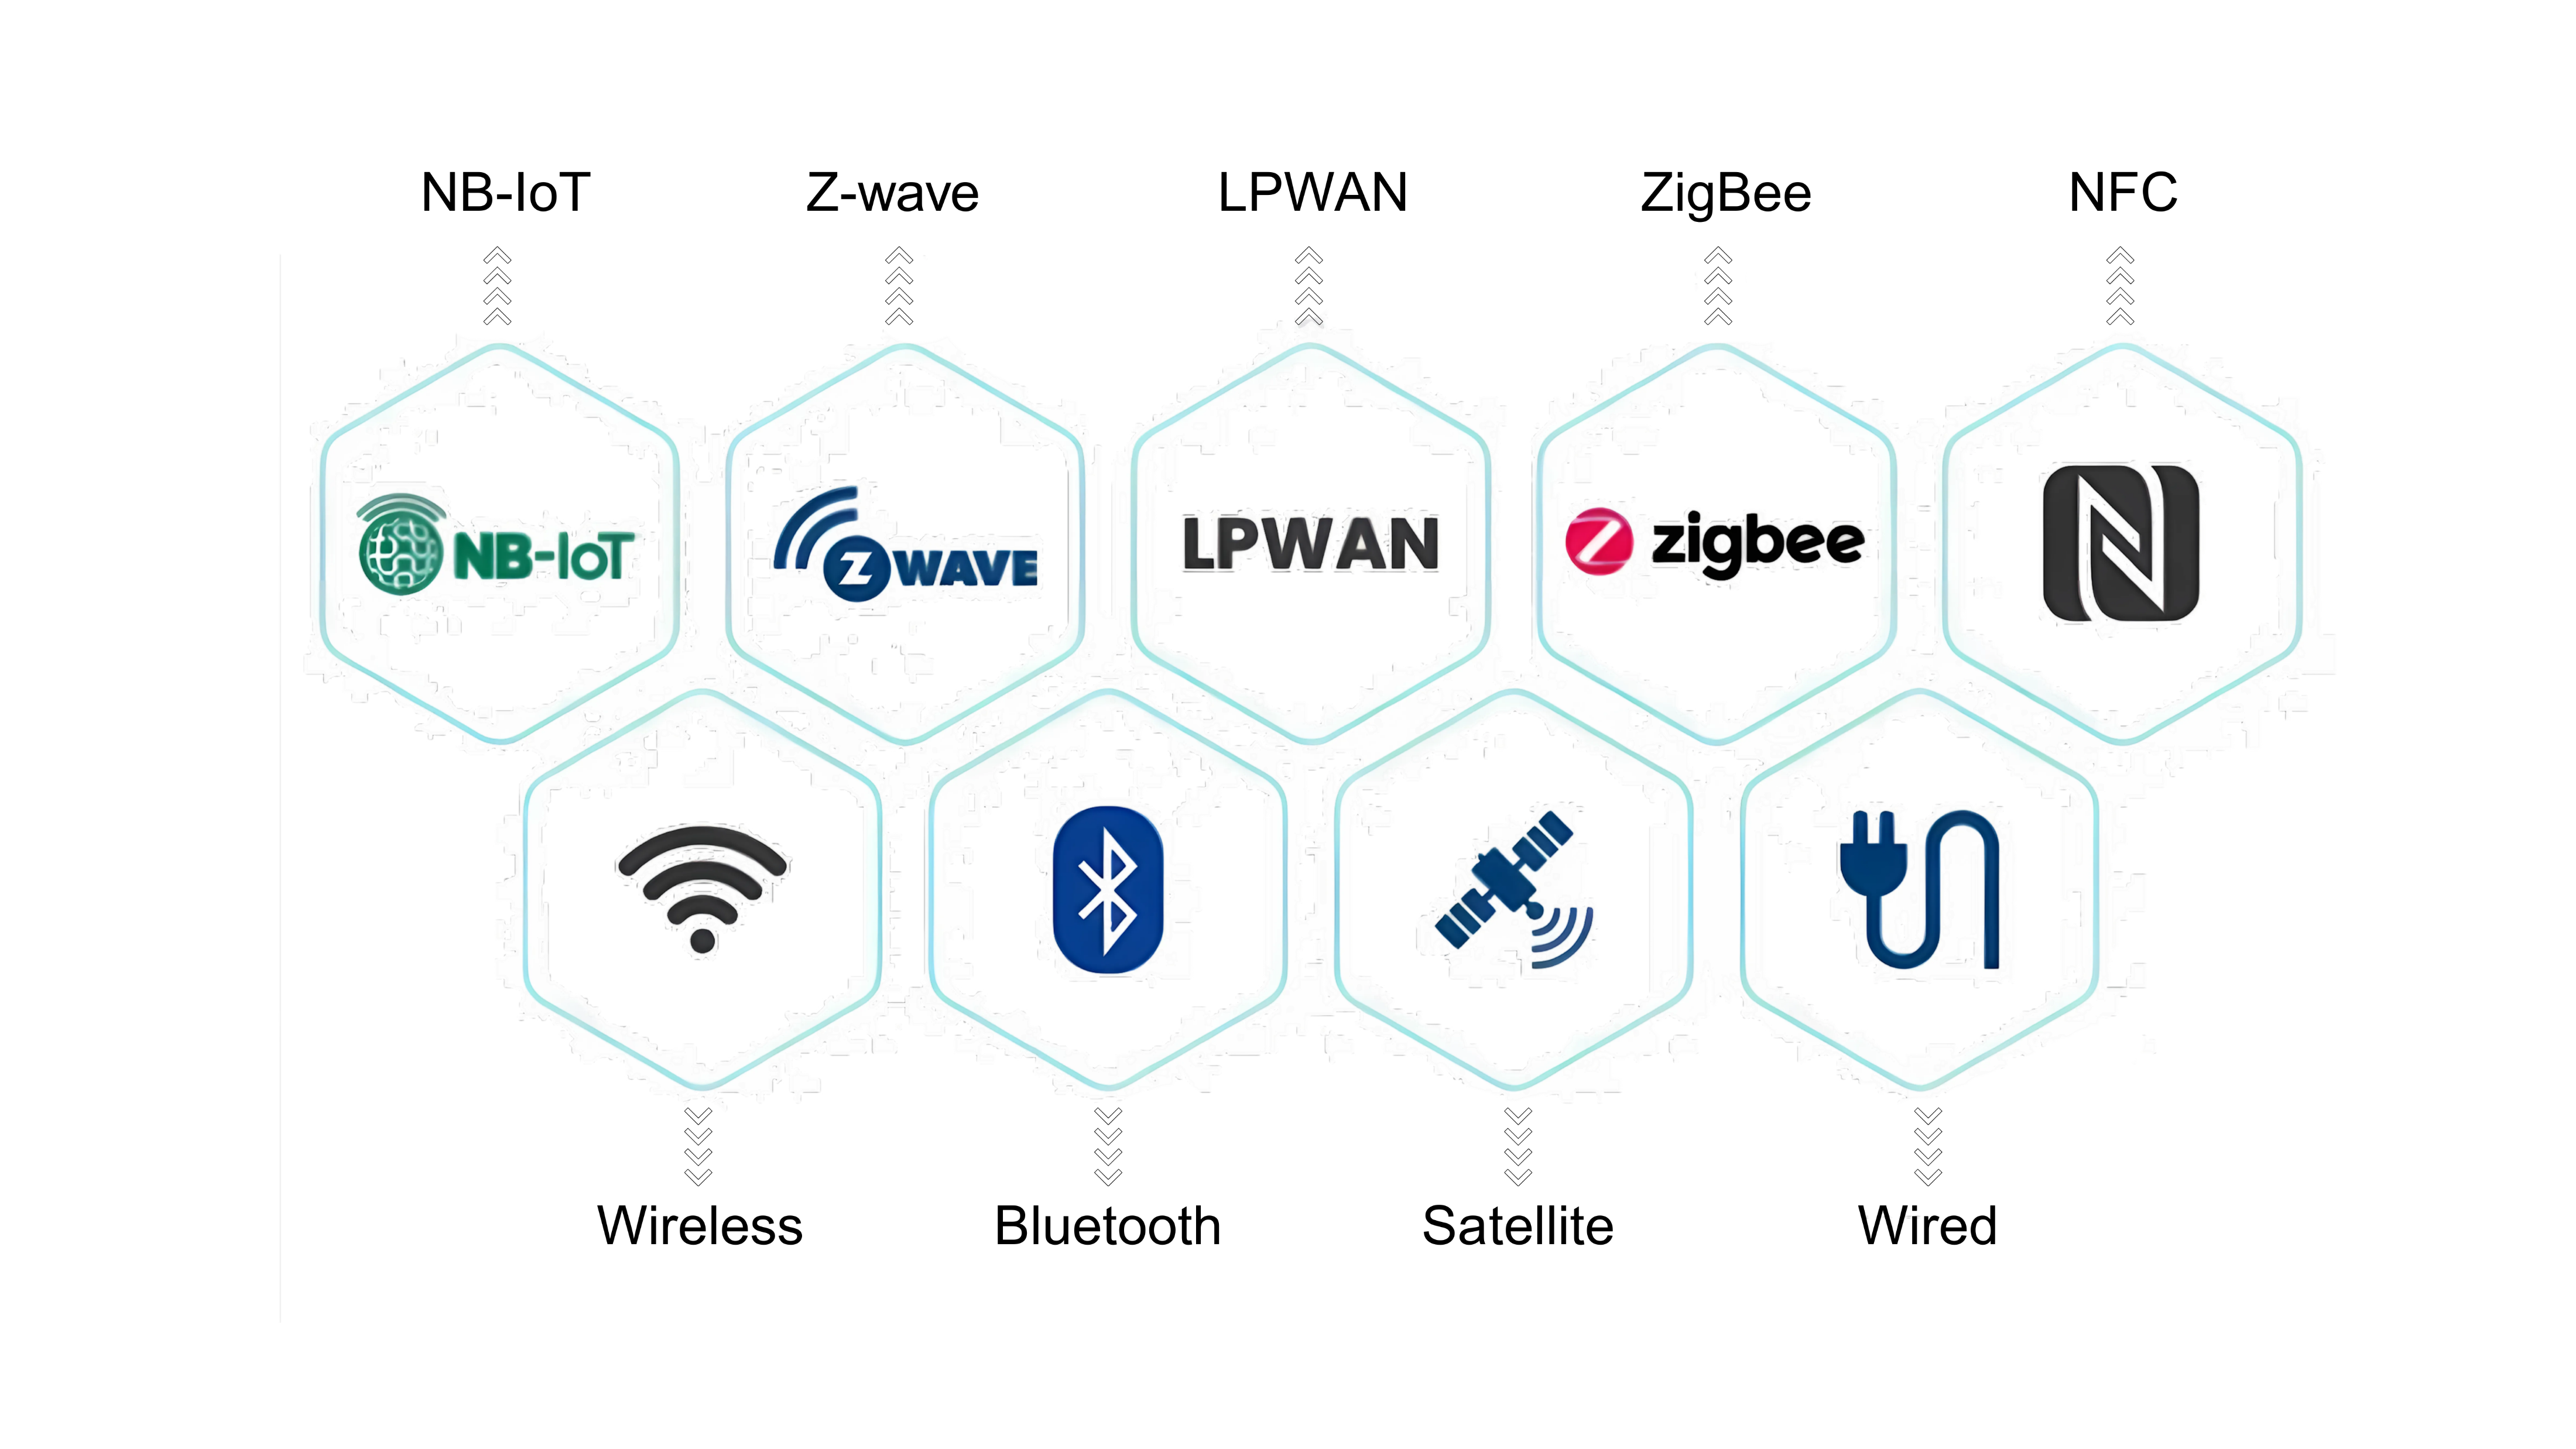 NB-IoT
Z-wave
LPWAN
ZigBee
NFC
NB-IoT
Z WAVE
LPWAN
zigbee
Wireless
Bluetooth
Satellite
Wired